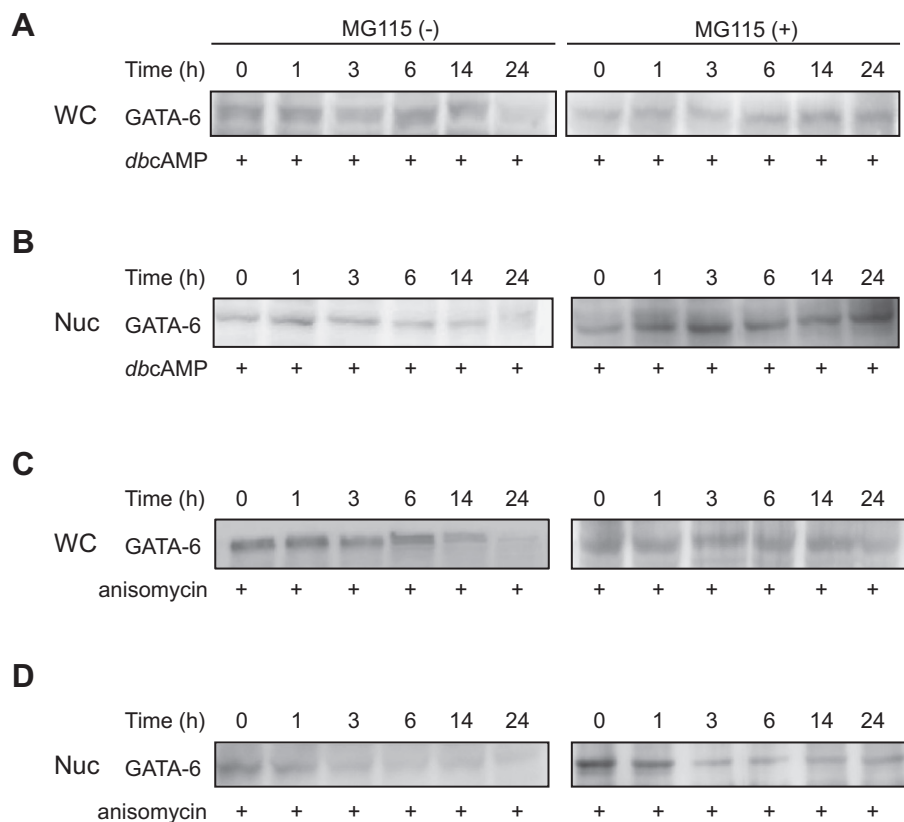 A
MG115 (-) MG115 (+)
Time (h) 0 1 3 6 14 24 0 1 3 6 14 24
WC GATA-6
dbcAMP + + + + + + + + + + + +
B
Time (h) 0 1 3 6 14 24 0 1 3 6 14 24
Nuc GATA-6
dbcAMP + + + + + + + + + + + +
C
Time (h) 0 1 3 6 14 24 0 1 3 6 14 24
WC GATA-6
anisomycin + + + + + + + + + + + +
D
Time (h) 0 1 3 6 14 24 0 1 3 6 14 24
Nuc GATA-6
anisomycin + + + + + + + + + + + +